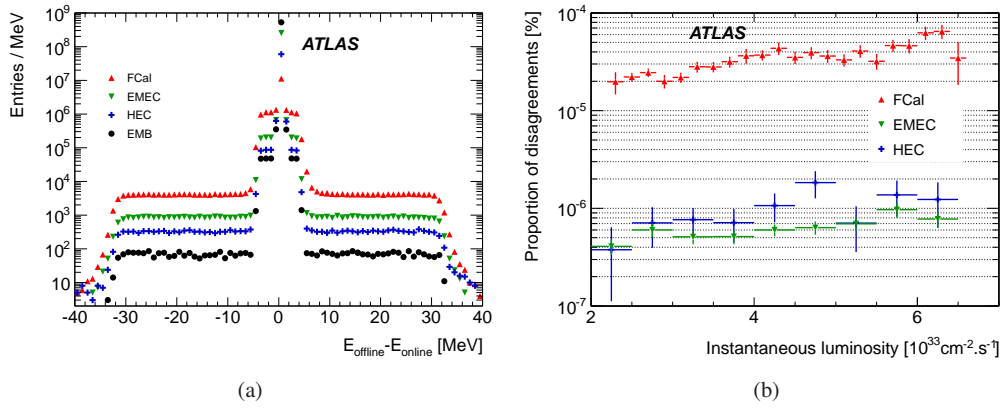 Entries / MeV
10⁹
10⁸
10⁷
10⁶
10⁵
10⁴
10³
10²
10
ATLAS
FCal
EMEC
HEC
EMB
-40 -30 -20 -10 0 10 20 30 40
E_offline-E_online [MeV]
(a)
Proportion of disagreements [%]
10⁻⁴
10⁻⁵
10⁻⁶
10⁻⁷
ATLAS
FCal
EMEC
HEC
2 4 6
Instantaneous luminosity [10³³cm⁻².s⁻¹]
(b)